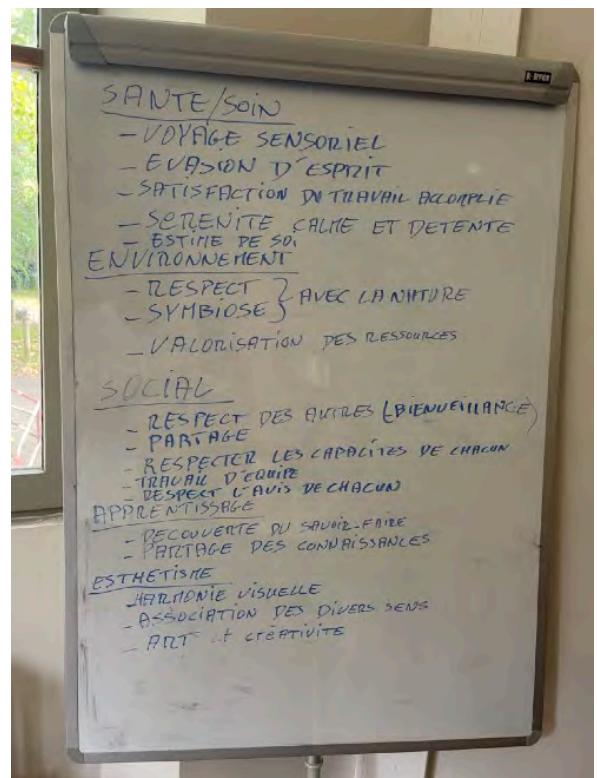 SANTE/SOIN
- VOYAGE SENSORIEL
- EVASION D'ESPRIT
- SATISFACTION DU TRAVAIL ACCOMPLIE
- SERENITE CALME ET DETENTE
- ESTIME DE SOI
ENVIRONNEMENT
- RESPECT
- SYMBIOSE } AVEC LA NATURE
- VALORISATION DES RESSOURCES
SOCIAL
- RESPECT DES AUTRES (BIENVEILLANCE)
- PARTAGE
- RESPECTER LES CAPACITES DE CHACUN
- TRAVAIL D'EQUIPE
- RESPECT L'AVIS DE CHACUN
APPRENTISSAGE
- DECOUVERTE DU SAVOIR-FAIRE
- PARTAGE DES CONNAISSANCES
ESTHETISME
- HARMONIE VISUELLE
- ASSOCIATION DES DIVERS SENS
- ART et CREATIVITE